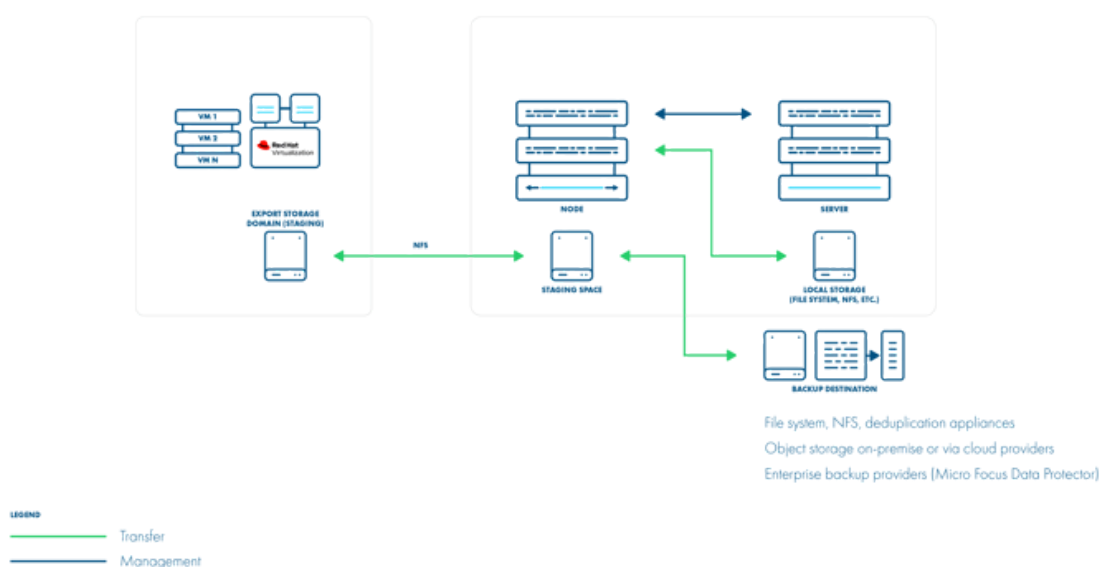 VM 1
VM 2
VM N
Red Hat
Virtualization
EXPORT STORAGE
DOMAIN (STAGING)
NFS
NODE
SERVER
STAGING SPACE
LOCAL STORAGE
(FILE SYSTEM, NFS, ETC.)
BACKUP DESTINATION
File system, NFS, deduplication appliances
Object storage on-premise or via cloud providers
Enterprise backup providers (Micro Focus Data Protector)
LEGEND
Transfer
Management